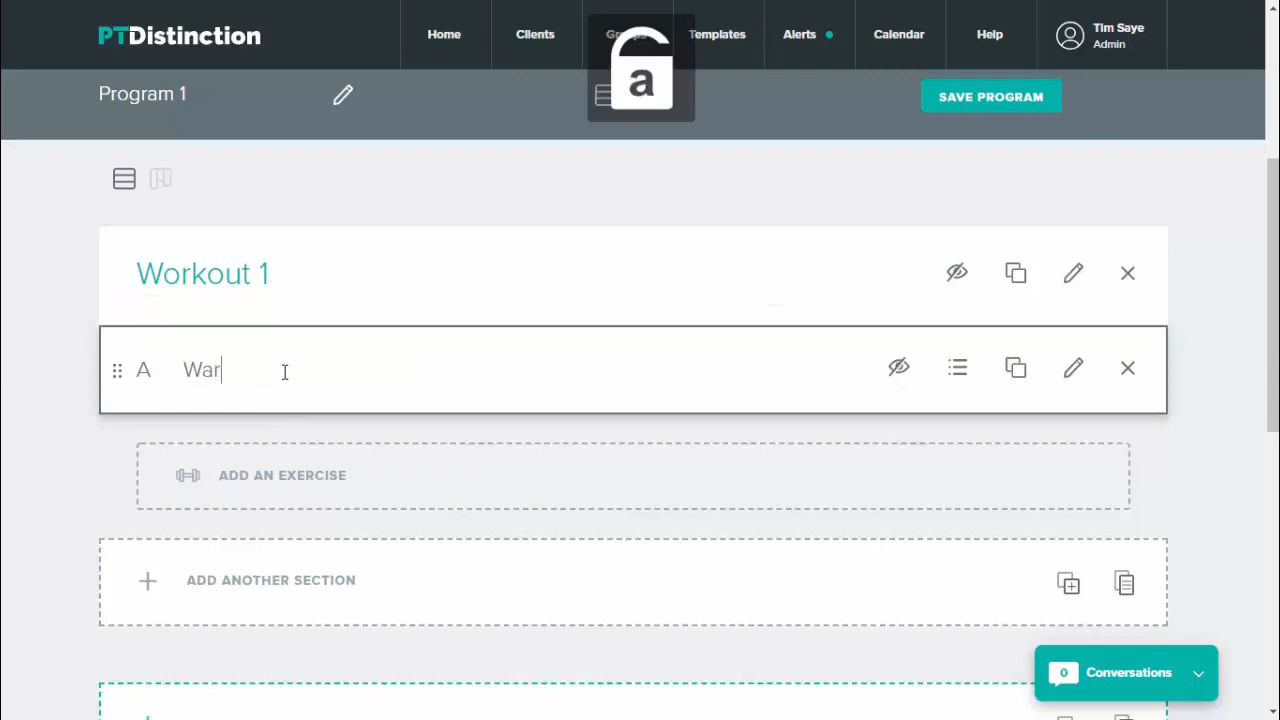 PTDistinction
Home
Clients
Templates
Alerts
Calendar
Help
Tim Saye
Admin
a
Program 1
SAVE PROGRAM
Workout 1
A War
ADD AN EXERCISE
ADD ANOTHER SECTION
0 Conversations